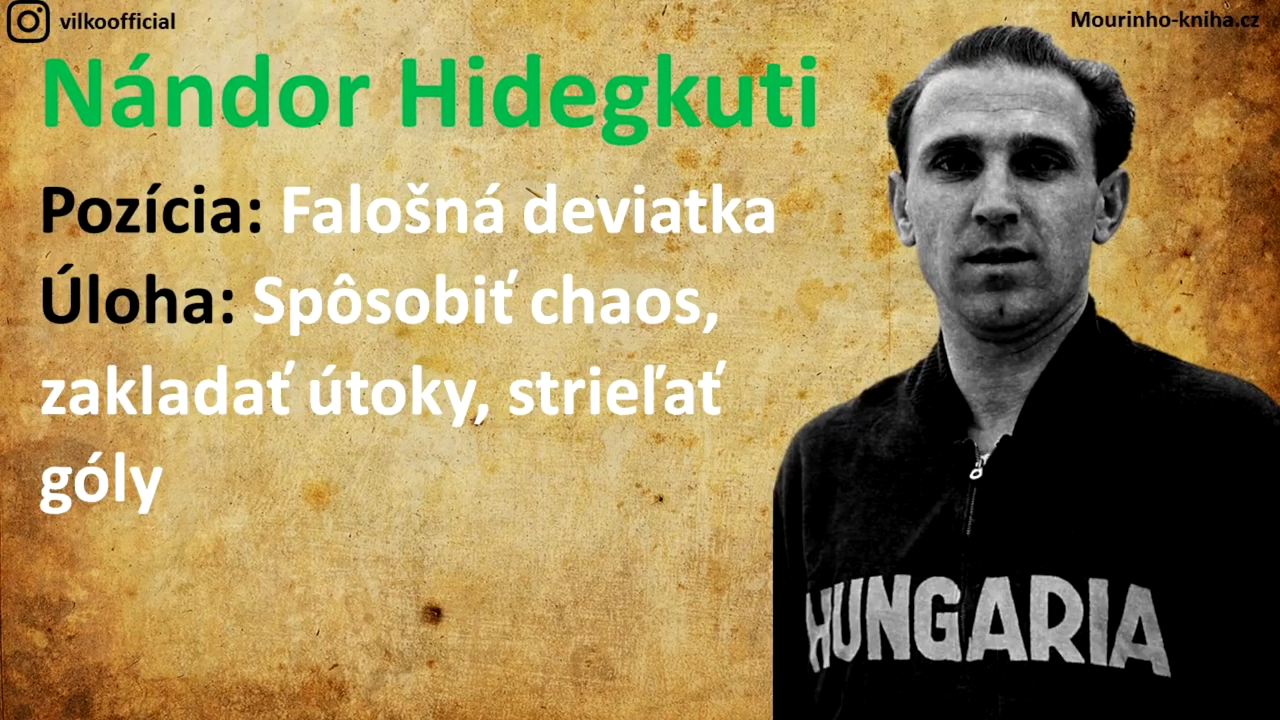 vilkoofficial
Mourinho-kniha.cz
Nándor Hidegkuti
Pozícia: Falošná deviatka
Úloha: Spôsobiť chaos,
zakladať útoky, strieľať
góly
HUNGARIA